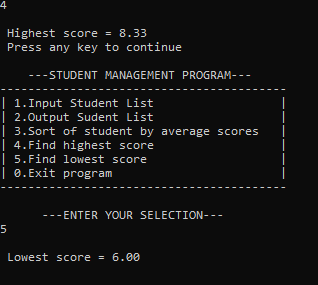 4
Highest score = 8.33
Press any key to continue
---STUDENT MANAGEMENT PROGRAM---
----------------------------------------
| 1.Input Student List |
| 2.Output Sudent List |
| 3.Sort of student by average scores |
| 4.Find highest score |
| 5.Find lowest score |
| 0.Exit program |
----------------------------------------
---ENTER YOUR SELECTION---
5
Lowest score = 6.00